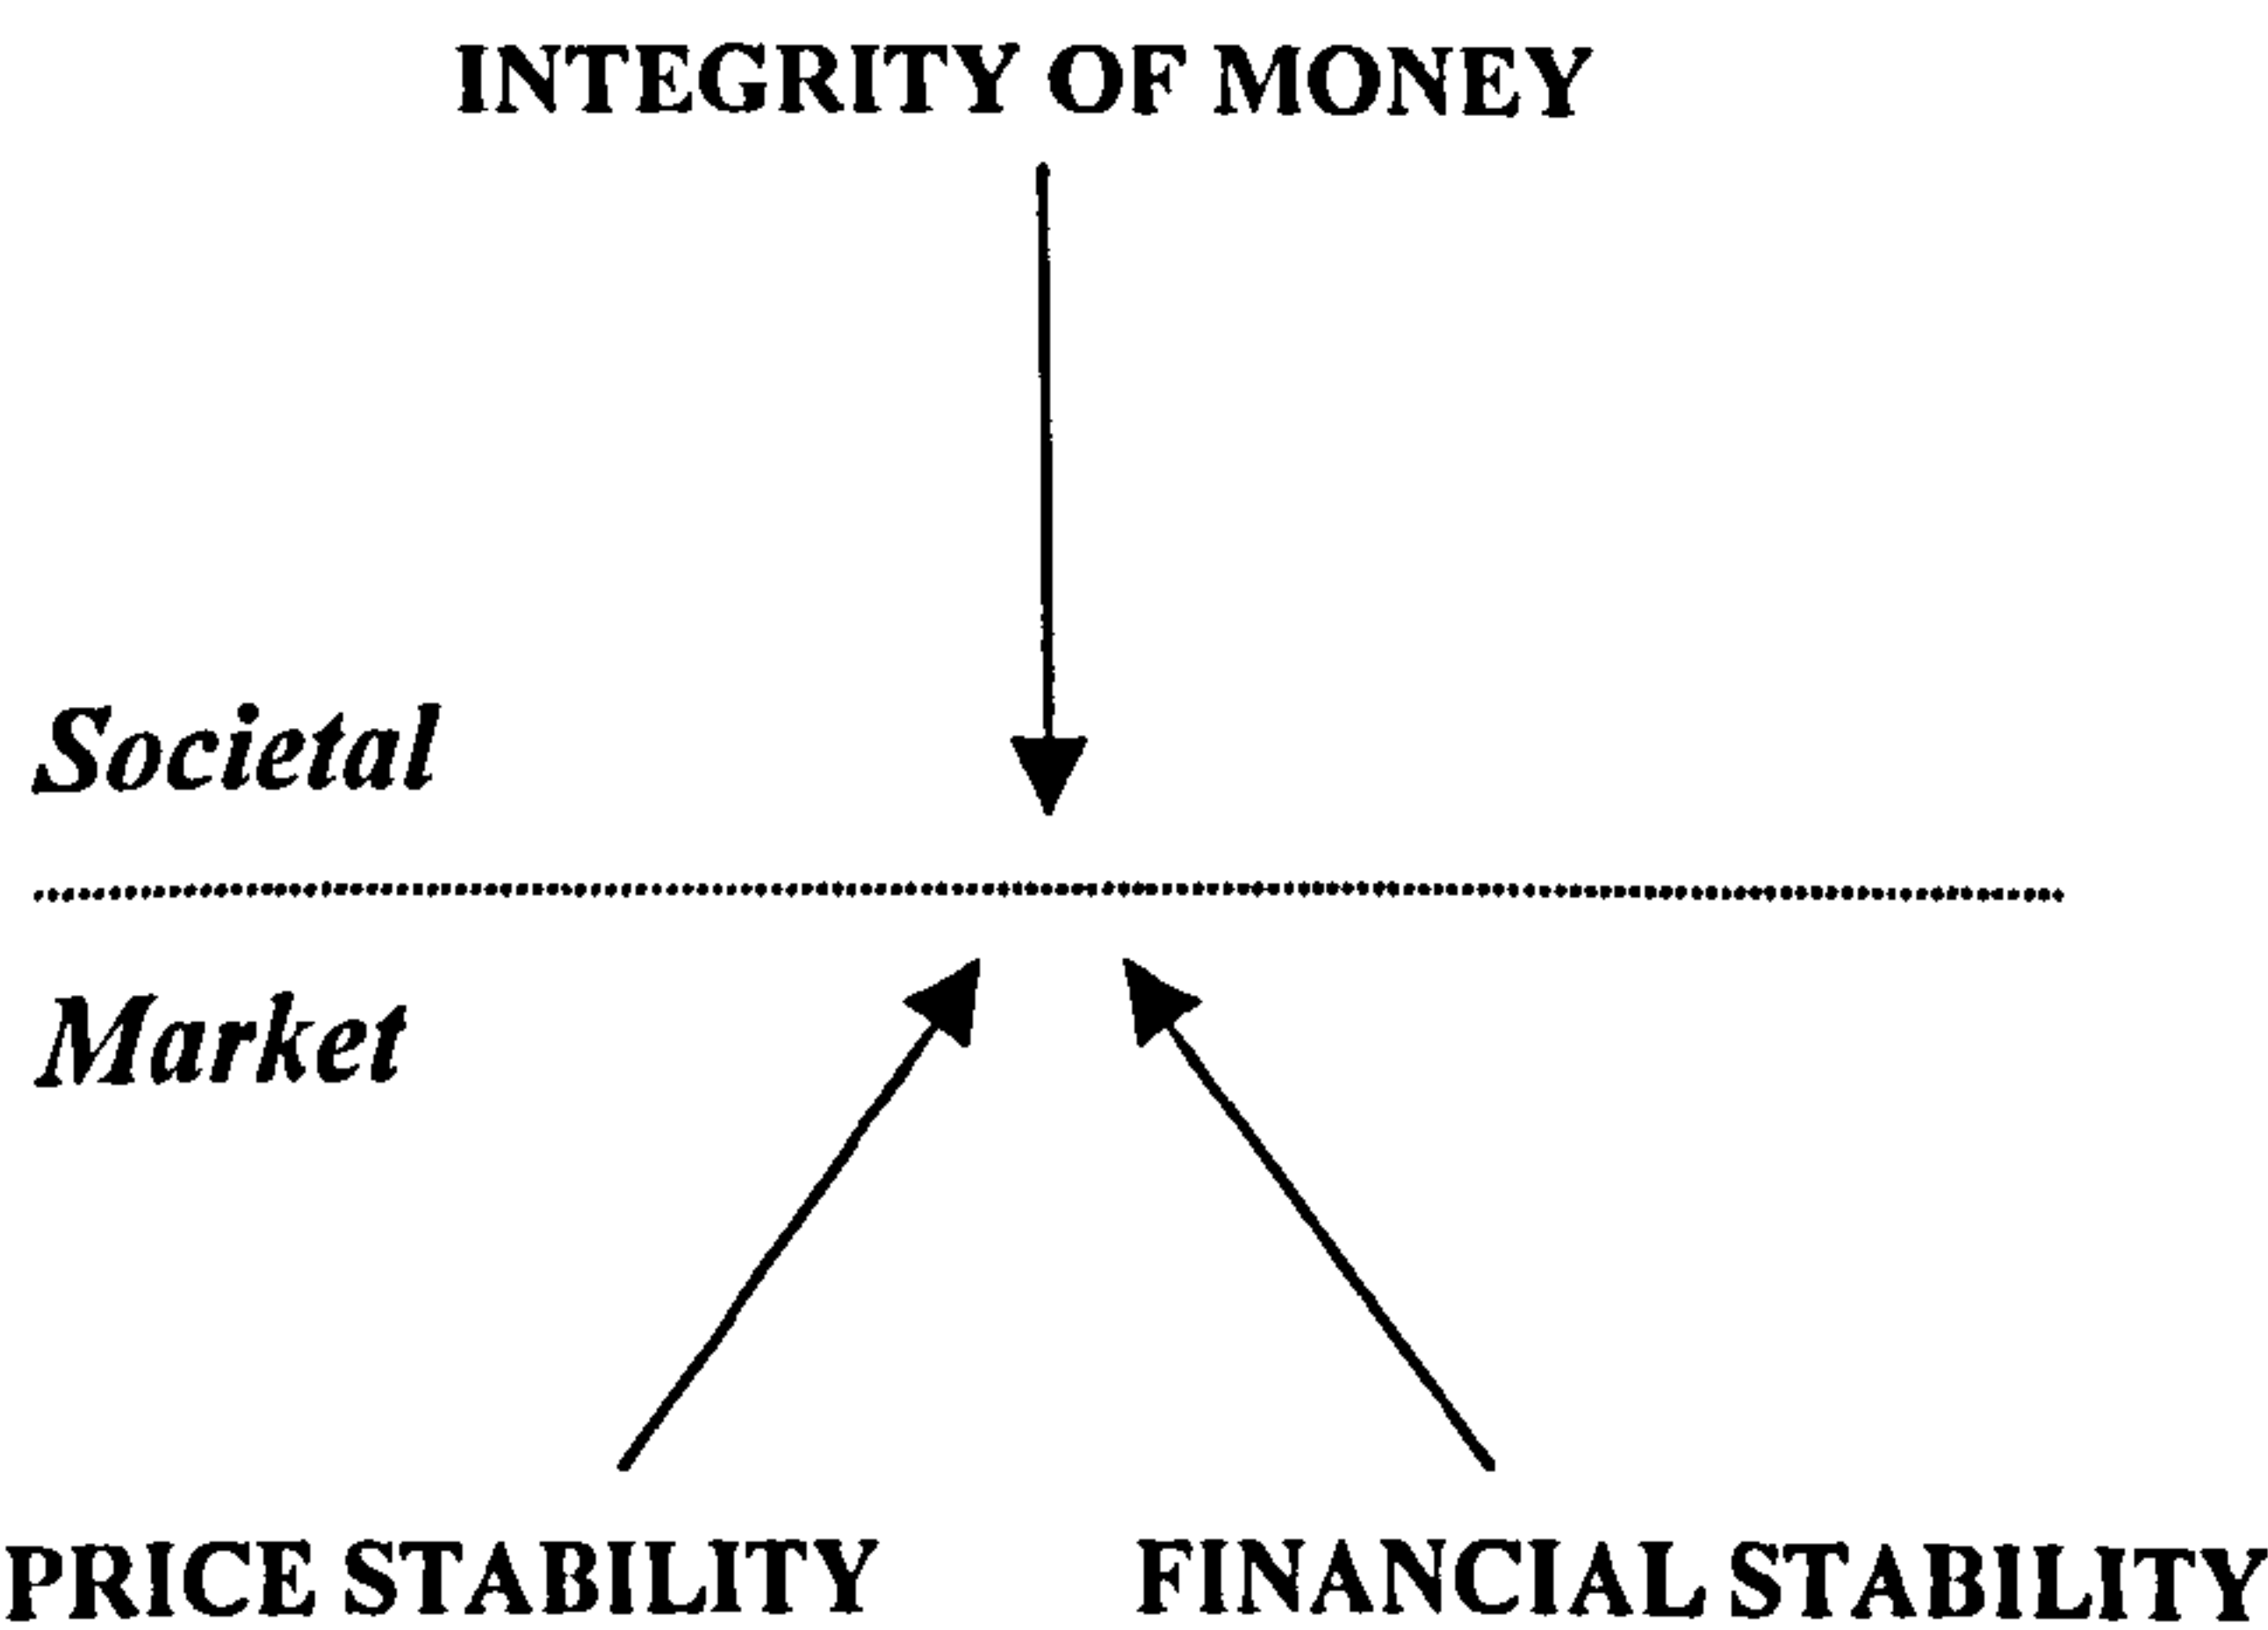 INTEGRITY OF MONEY
Societal
Market
PRICE STABILITY
FINANCIAL STABILITY